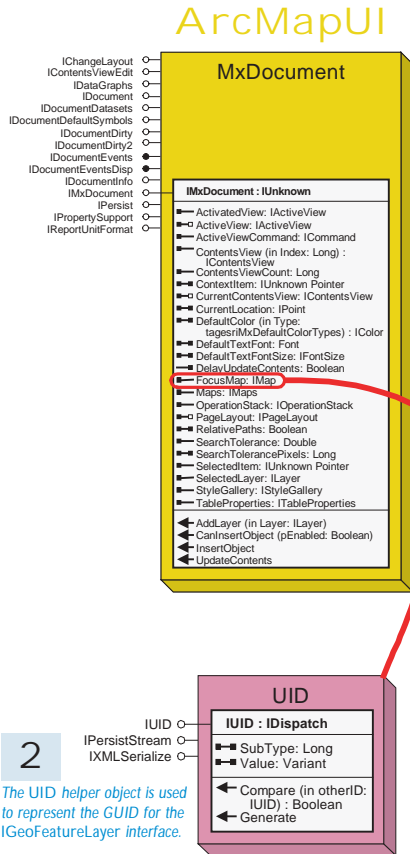 ArcMapUI
MxDocument
IChangeLayout
IContentsViewEdit
IDataGraphs
IDocument
IDocumentDatasets
IDocumentDefaultSymbols
IDocumentDirty
IDocumentDirty2
IDocumentEvents
IDocumentEventsDisp
IDocumentInfo
IMxDocument
IPersist
IPropertySupport
IReportUnitFormat
IMxDocument : IUnknown
ActivatedView: IActiveView
ActiveView: IActiveView
ActiveViewCommand: ICommand
ContentsView (in Index: Long) :
IContentsView
ContentsViewCount: Long
ContextItem: IUnknown Pointer
CurrentContentsView: IContentsView
CurrentLocation: IPoint
DefaultColor (in Type:
tagesriMxDefaultColorTypes) : IColor
DefaultTextFont: Font
DefaultTextFontSize: IFontSize
DelayUpdateContents: Boolean
FocusMap: IMap
Maps: IMaps
OperationStack: IOperationStack
PageLayout: IPageLayout
RelativePaths: Boolean
SearchTolerance: Double
SearchTolerancePixels: Long
SelectedItem: IUnknown Pointer
SelectedLayer: ILayer
StyleGallery: IStyleGallery
TableProperties: ITableProperties
AddLayer (in Layer: ILayer)
CanInsertObject (pEnabled: Boolean)
InsertObject
UpdateContents
UID
IUID
IPersistStream
IXMLSerialize
IUID : IDispatch
SubType: Long
Value: Variant
Compare (in otherID:
IUID) : Boolean
Generate
2
The UID helper object is used
to represent the GUID for the
IGeoFeatureLayer interface.